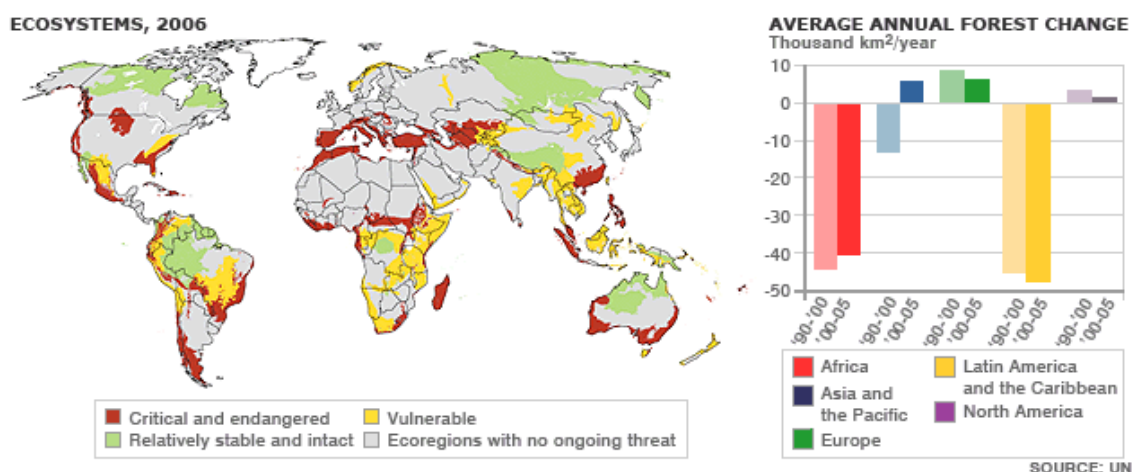 ECOSYSTEMS, 2006
Critical and endangered
Vulnerable
Relatively stable and intact
Ecoregions with no ongoing threat
AVERAGE ANNUAL FOREST CHANGE
Thousand km²/year
10
0
-10
-20
-30
-40
-50
'90-'00
'00-05
'90-'00
'00-05
'90-'00
'00-05
'90-'00
'00-05
'90-'00
'00-05
Africa
Asia and
the Pacific
Europe
Latin America
and the Caribbean
North America
SOURCE: UN